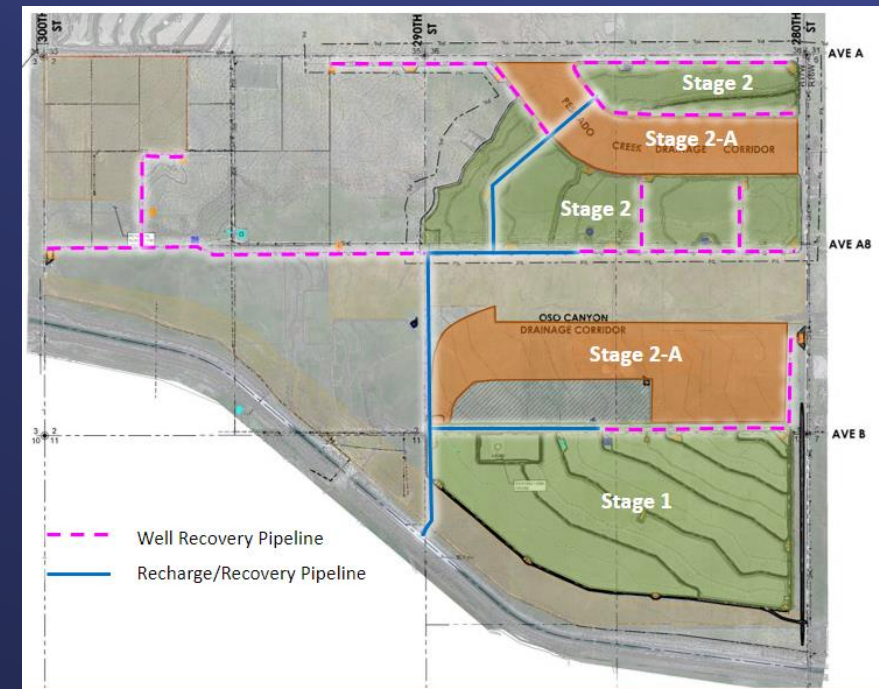 300TH
ST
290TH
ST
280TH
ST
AVE A
Stage 2
PESCADO
Stage 2-A
CREEK DRAINAGE CORRIDOR
Stage 2
AVE A8
OSO CANYON
DRAINAGE CORRIDOR
Stage 2-A
AVE B
Stage 1
Well Recovery Pipeline
Recharge/Recovery Pipeline